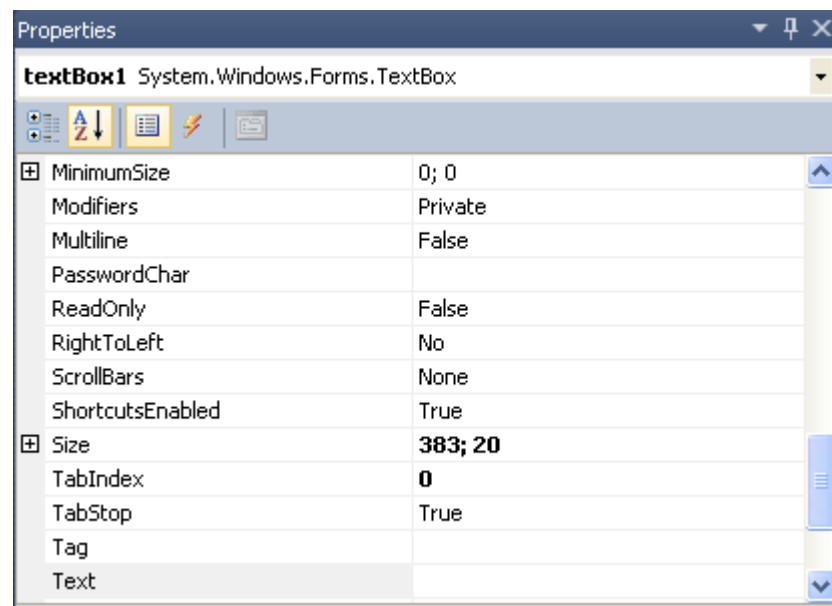 Properties
textBox1 System.Windows.Forms.TextBox
MinimumSize 0; 0
Modifiers Private
Multiline False
PasswordChar
ReadOnly False
RightToLeft No
ScrollBars None
ShortcutsEnabled True
Size 383; 20
TabIndex 0
TabStop True
Tag
Text